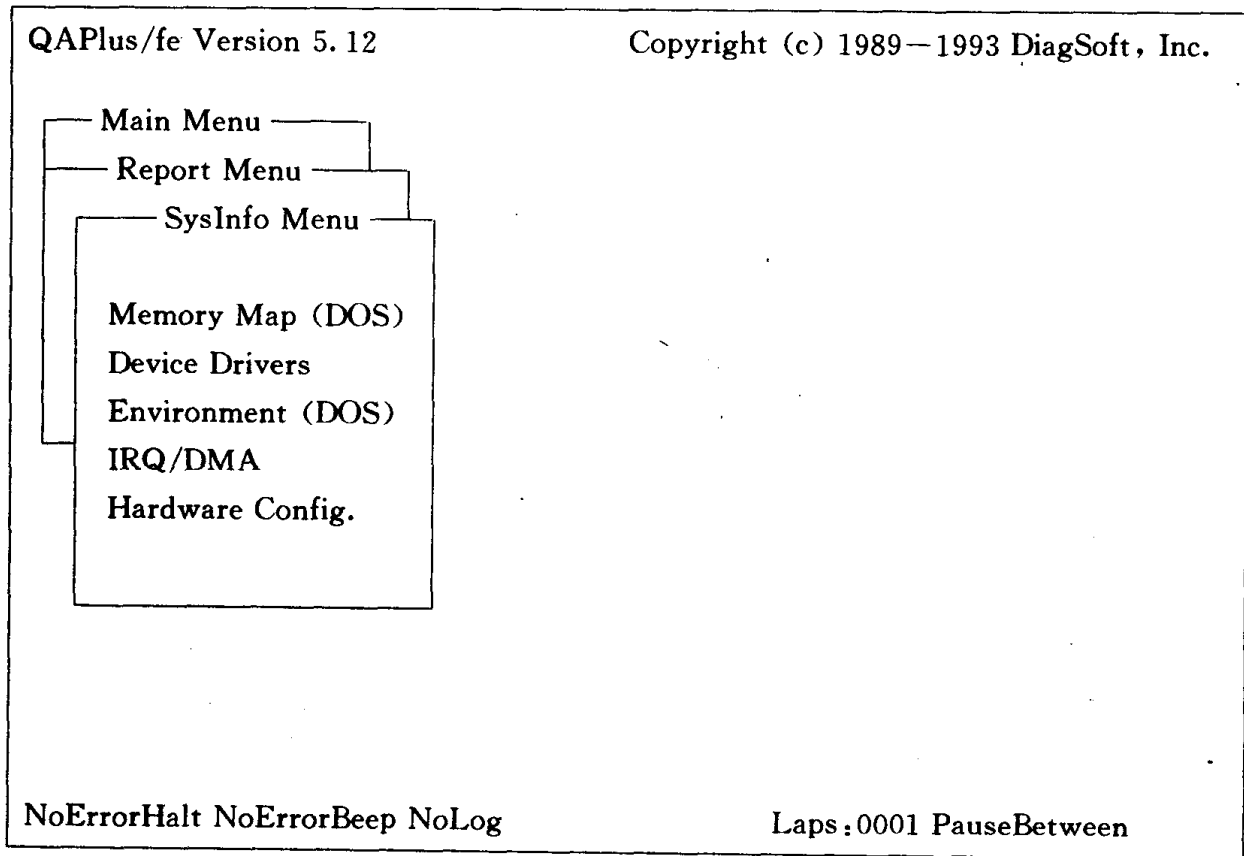 QAPlus/fe Version 5.12 Copyright (c) 1989—1993 DiagSoft, Inc.
Main Menu
Report Menu
SysInfo Menu
Memory Map (DOS)
Device Drivers
Environment (DOS)
IRQ/DMA
Hardware Config.
NoErrorHalt NoErrorBeep NoLog Laps:0001 PauseBetween